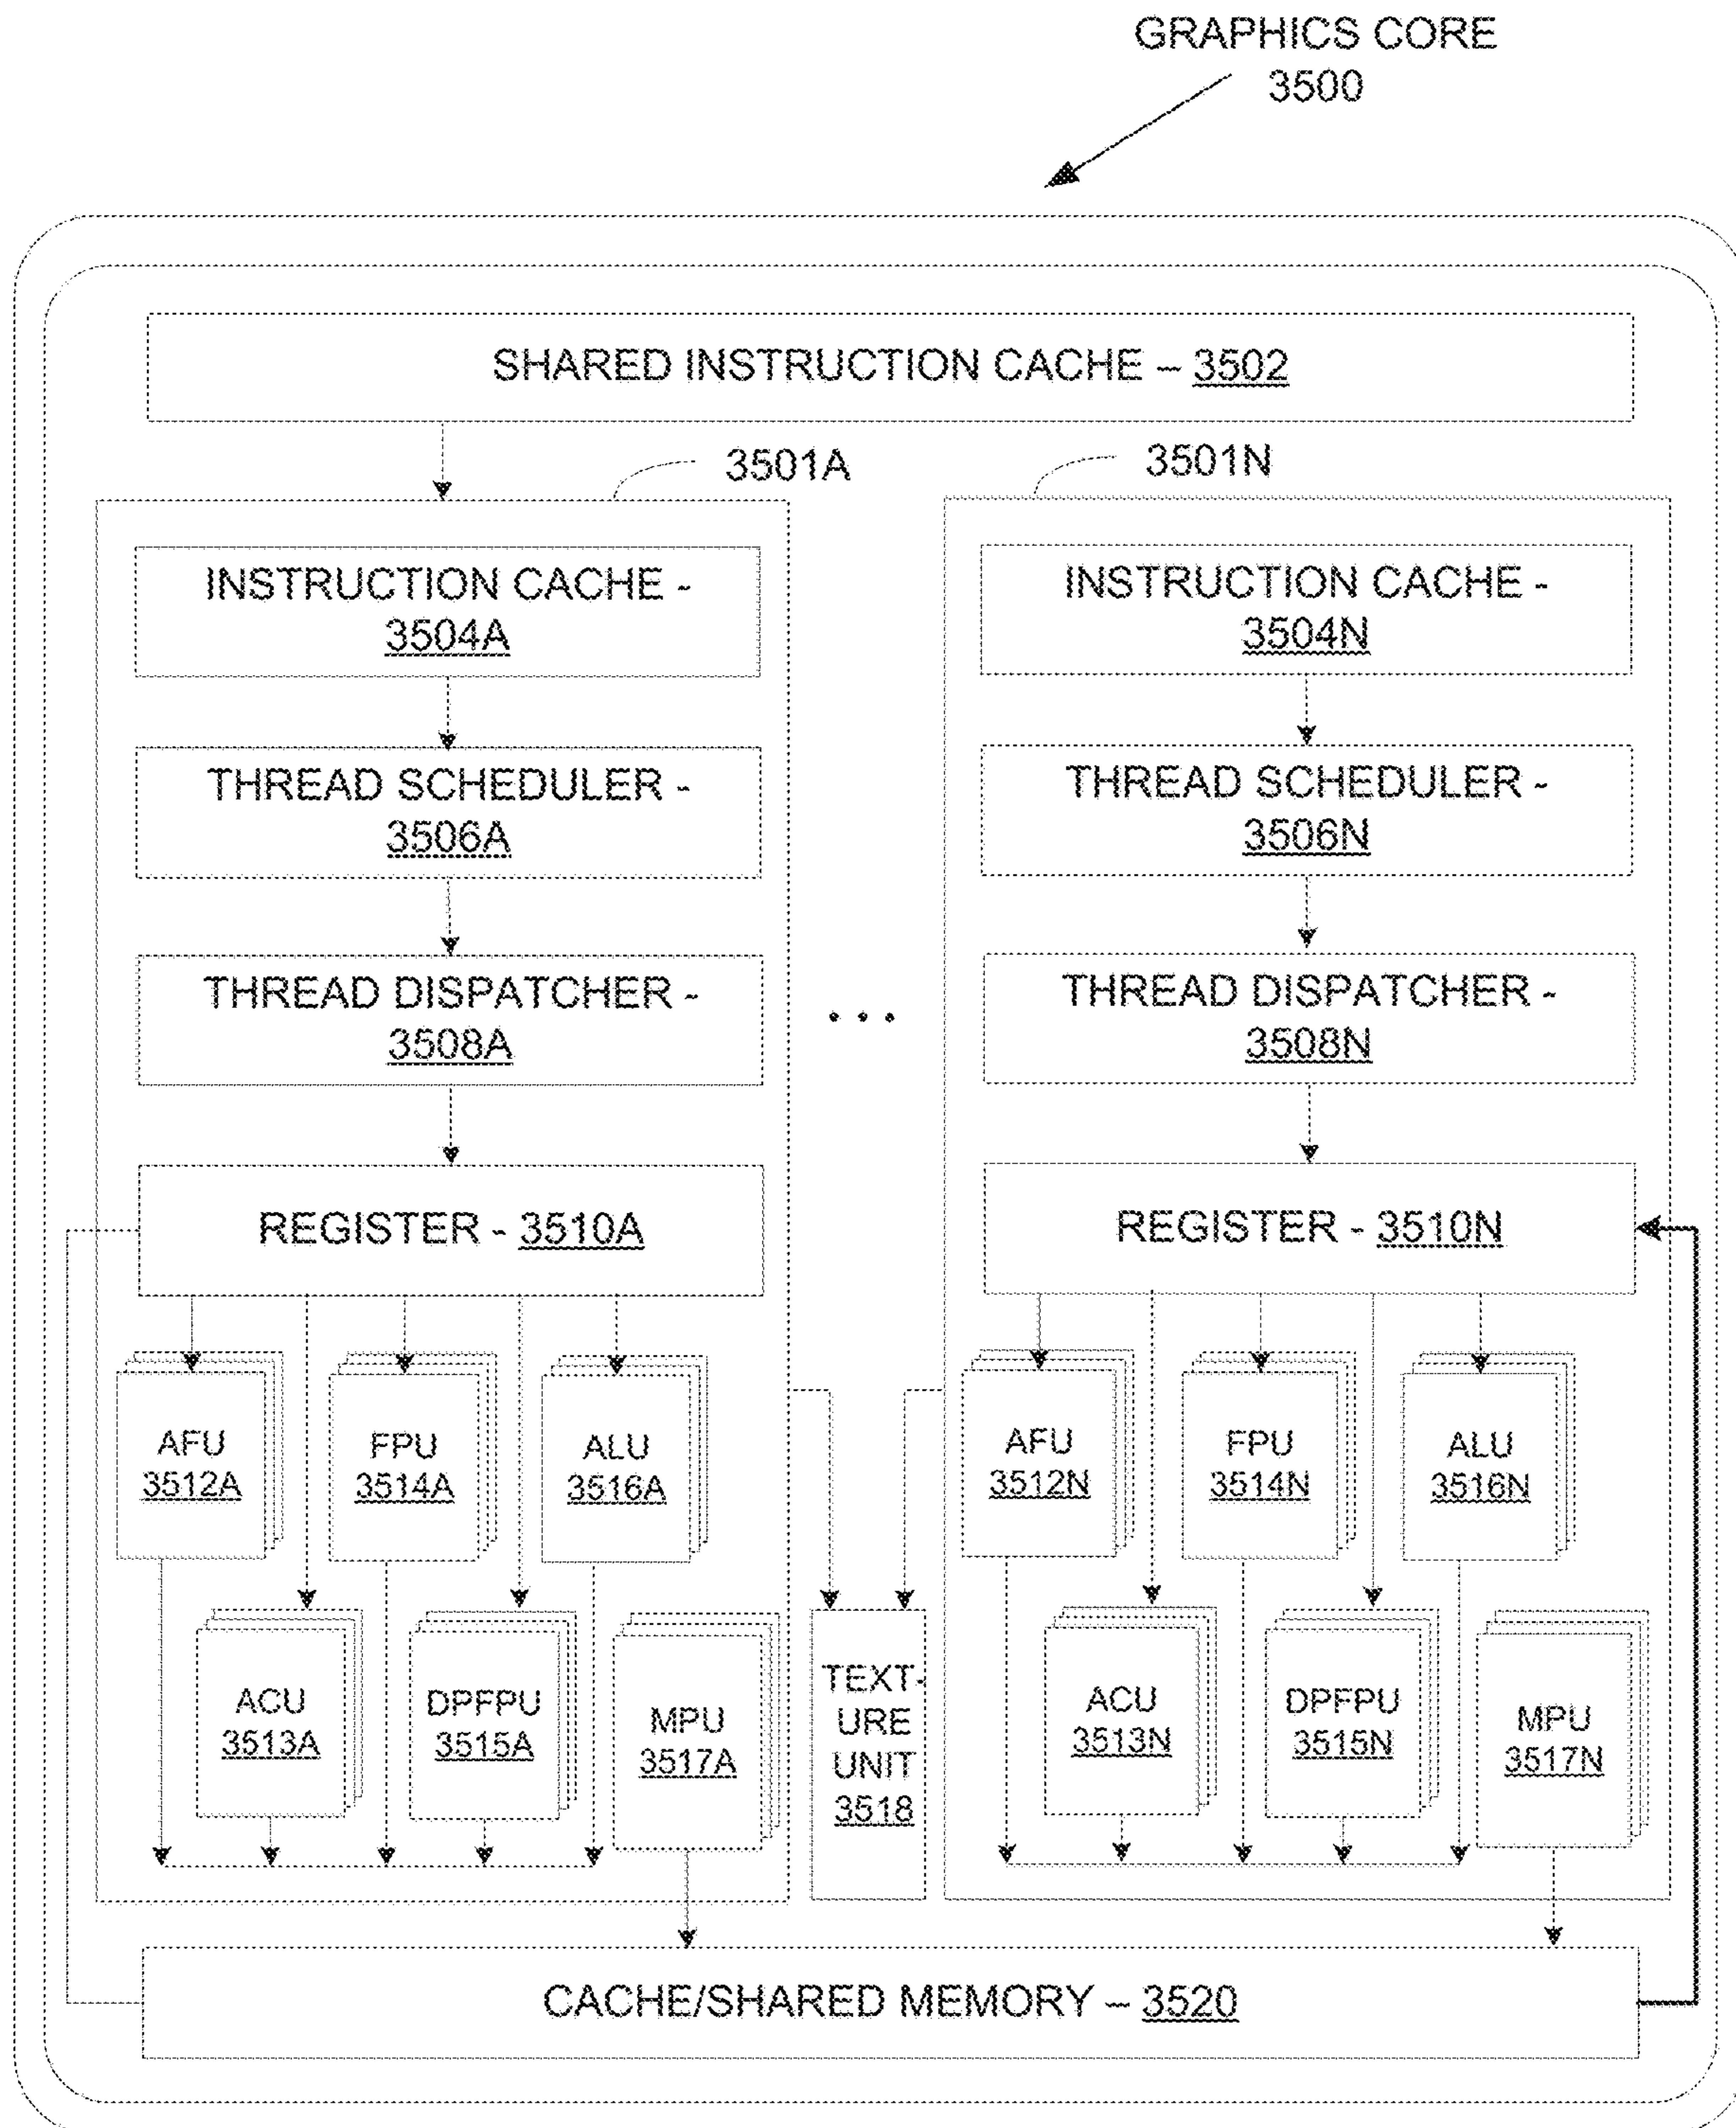 GRAPHICS CORE
3500
SHARED INSTRUCTION CACHE – 3502
3501A
3501N
INSTRUCTION CACHE -
3504A
THREAD SCHEDULER -
3506A
THREAD DISPATCHER -
3508A
REGISTER - 3510A
AFU
3512A
FPU
3514A
ALU
3516A
ACU
3513A
DPFPU
3515A
MPU
3517A
...
TEXT-
URE
UNIT
3518
INSTRUCTION CACHE -
3504N
THREAD SCHEDULER -
3506N
THREAD DISPATCHER -
3508N
REGISTER - 3510N
AFU
3512N
FPU
3514N
ALU
3516N
ACU
3513N
DPFPU
3515N
MPU
3517N
CACHE/SHARED MEMORY – 3520